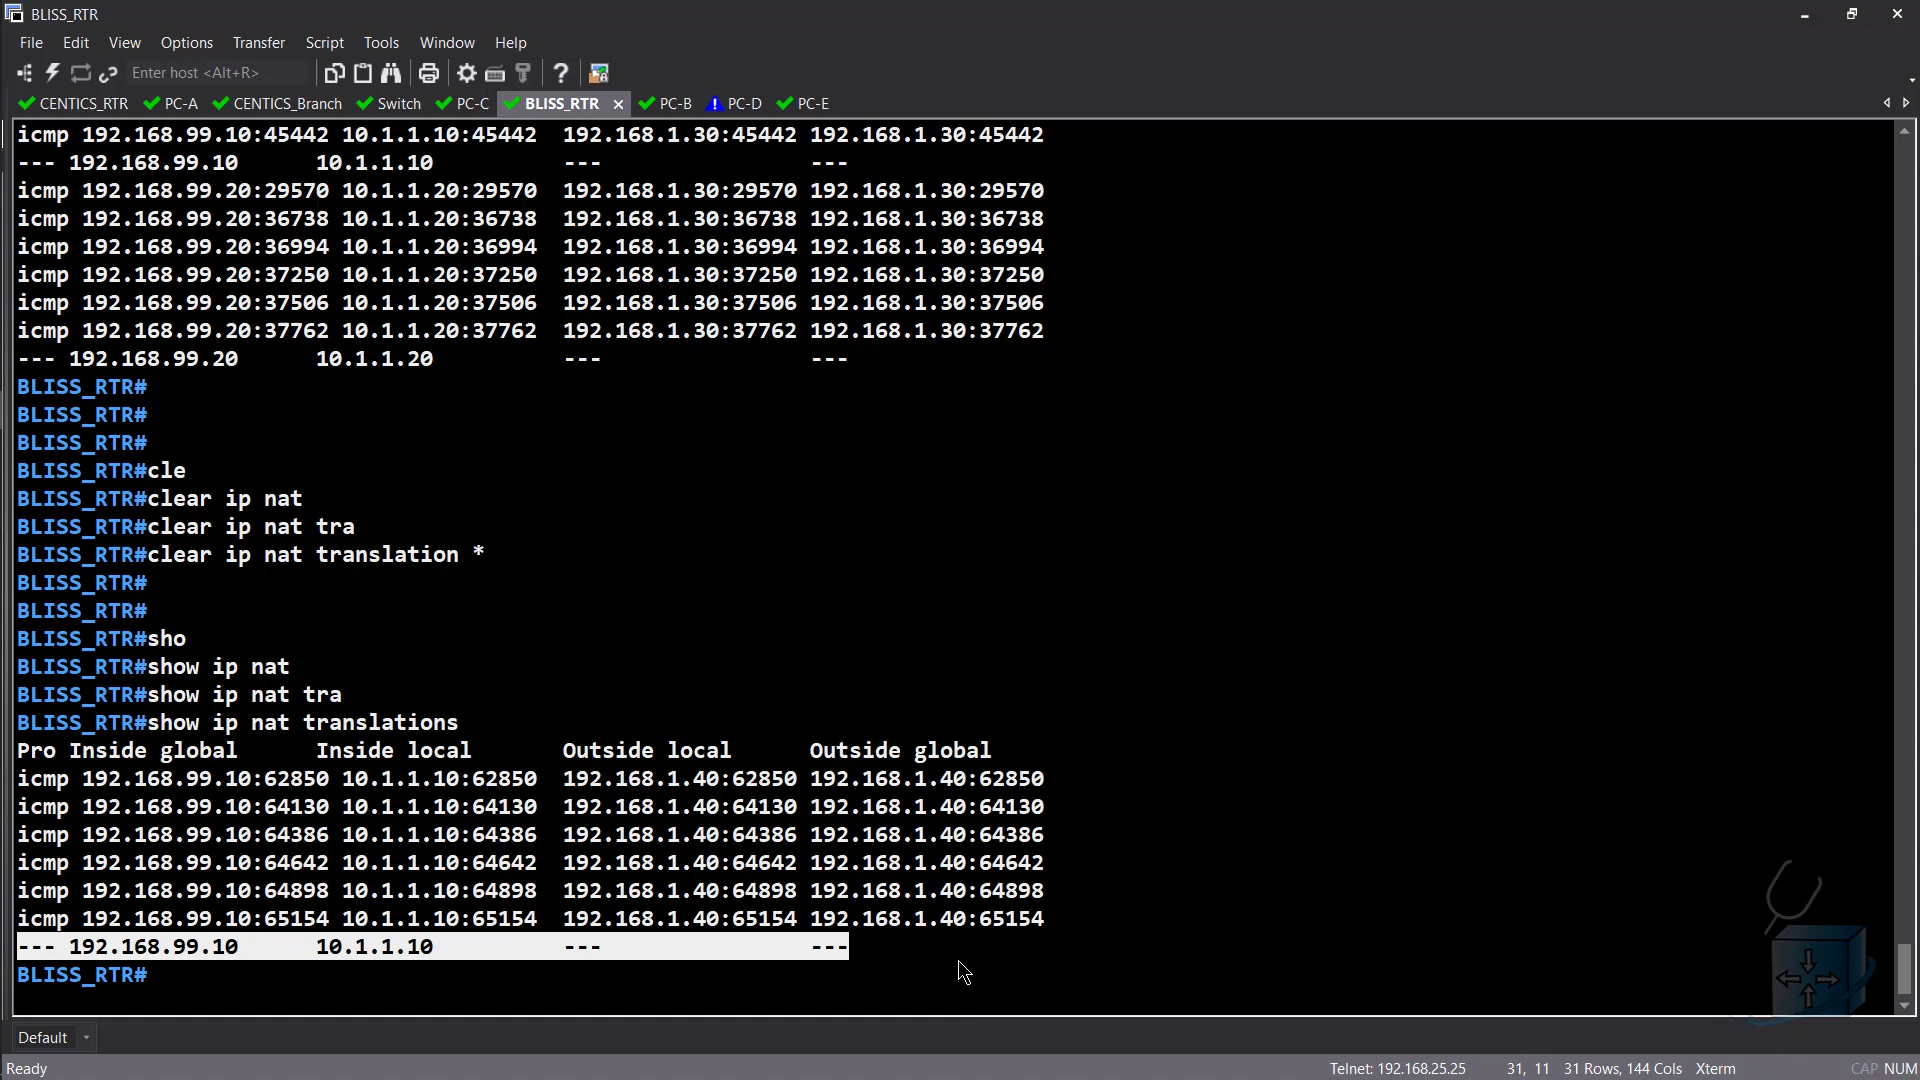 BLISS_RTR
File Edit View Options Transfer Script Tools Window Help
Enter host <Alt+R>
CENTICS_RTR PC-A CENTICS_Branch Switch PC-C BLISS_RTR PC-B PC-D PC-E
icmp 192.168.99.10:45442 10.1.1.10:45442 192.168.1.30:45442 192.168.1.30:45442
--- 192.168.99.10 10.1.1.10 --- ---
icmp 192.168.99.20:29570 10.1.1.20:29570 192.168.1.30:29570 192.168.1.30:29570
icmp 192.168.99.20:36738 10.1.1.20:36738 192.168.1.30:36738 192.168.1.30:36738
icmp 192.168.99.20:36994 10.1.1.20:36994 192.168.1.30:36994 192.168.1.30:36994
icmp 192.168.99.20:37250 10.1.1.20:37250 192.168.1.30:37250 192.168.1.30:37250
icmp 192.168.99.20:37506 10.1.1.20:37506 192.168.1.30:37506 192.168.1.30:37506
icmp 192.168.99.20:37762 10.1.1.20:37762 192.168.1.30:37762 192.168.1.30:37762
--- 192.168.99.20 10.1.1.20 --- ---
BLISS_RTR#
BLISS_RTR#
BLISS_RTR#
BLISS_RTR#cle
BLISS_RTR#clear ip nat
BLISS_RTR#clear ip nat tra
BLISS_RTR#clear ip nat translation *
BLISS_RTR#
BLISS_RTR#
BLISS_RTR#sho
BLISS_RTR#show ip nat
BLISS_RTR#show ip nat tra
BLISS_RTR#show ip nat translations
Pro Inside global Inside local Outside local Outside global
icmp 192.168.99.10:62850 10.1.1.10:62850 192.168.1.40:62850 192.168.1.40:62850
icmp 192.168.99.10:64130 10.1.1.10:64130 192.168.1.40:64130 192.168.1.40:64130
icmp 192.168.99.10:64386 10.1.1.10:64386 192.168.1.40:64386 192.168.1.40:64386
icmp 192.168.99.10:64642 10.1.1.10:64642 192.168.1.40:64642 192.168.1.40:64642
icmp 192.168.99.10:64898 10.1.1.10:64898 192.168.1.40:64898 192.168.1.40:64898
icmp 192.168.99.10:65154 10.1.1.10:65154 192.168.1.40:65154 192.168.1.40:65154
--- 192.168.99.10 10.1.1.10 --- ---
BLISS_RTR#
Default
Ready Telnet: 192.168.25.25 31, 11 31 Rows, 144 Cols Xterm CAP NUM